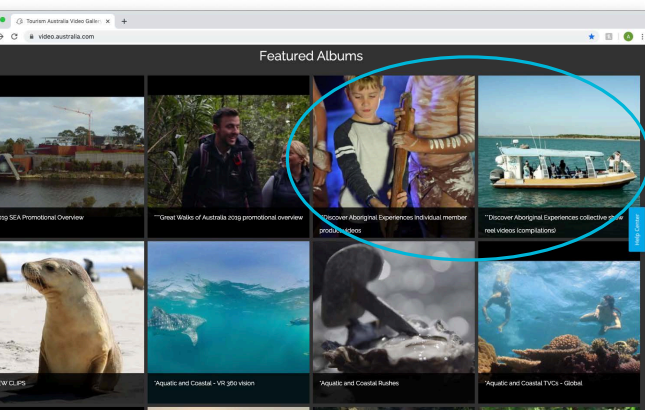 Tourism Australia Video Galler
video.australia.com
A
Featured Albums
019 SEA Promotional Overview
***Great Walks of Australia 2019 promotional overview
**Discover Aboriginal Experiences individual member
product videos
**Discover Aboriginal Experiences collective show
reel videos (compilations)
Help Center
W CLIPS
*Aquatic and Coastal - VR 360 vision
*Aquatic and Coastal Rushes
*Aquatic and Coastal TVCs - Global